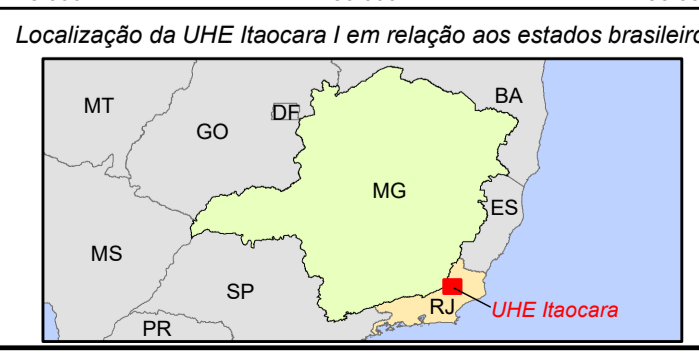 Localização da UHE Itaocara I em relação aos estados brasileiro
MT
GO
DF
BA
MG
ES
MS
SP
RJ
UHE Itaocara
PR